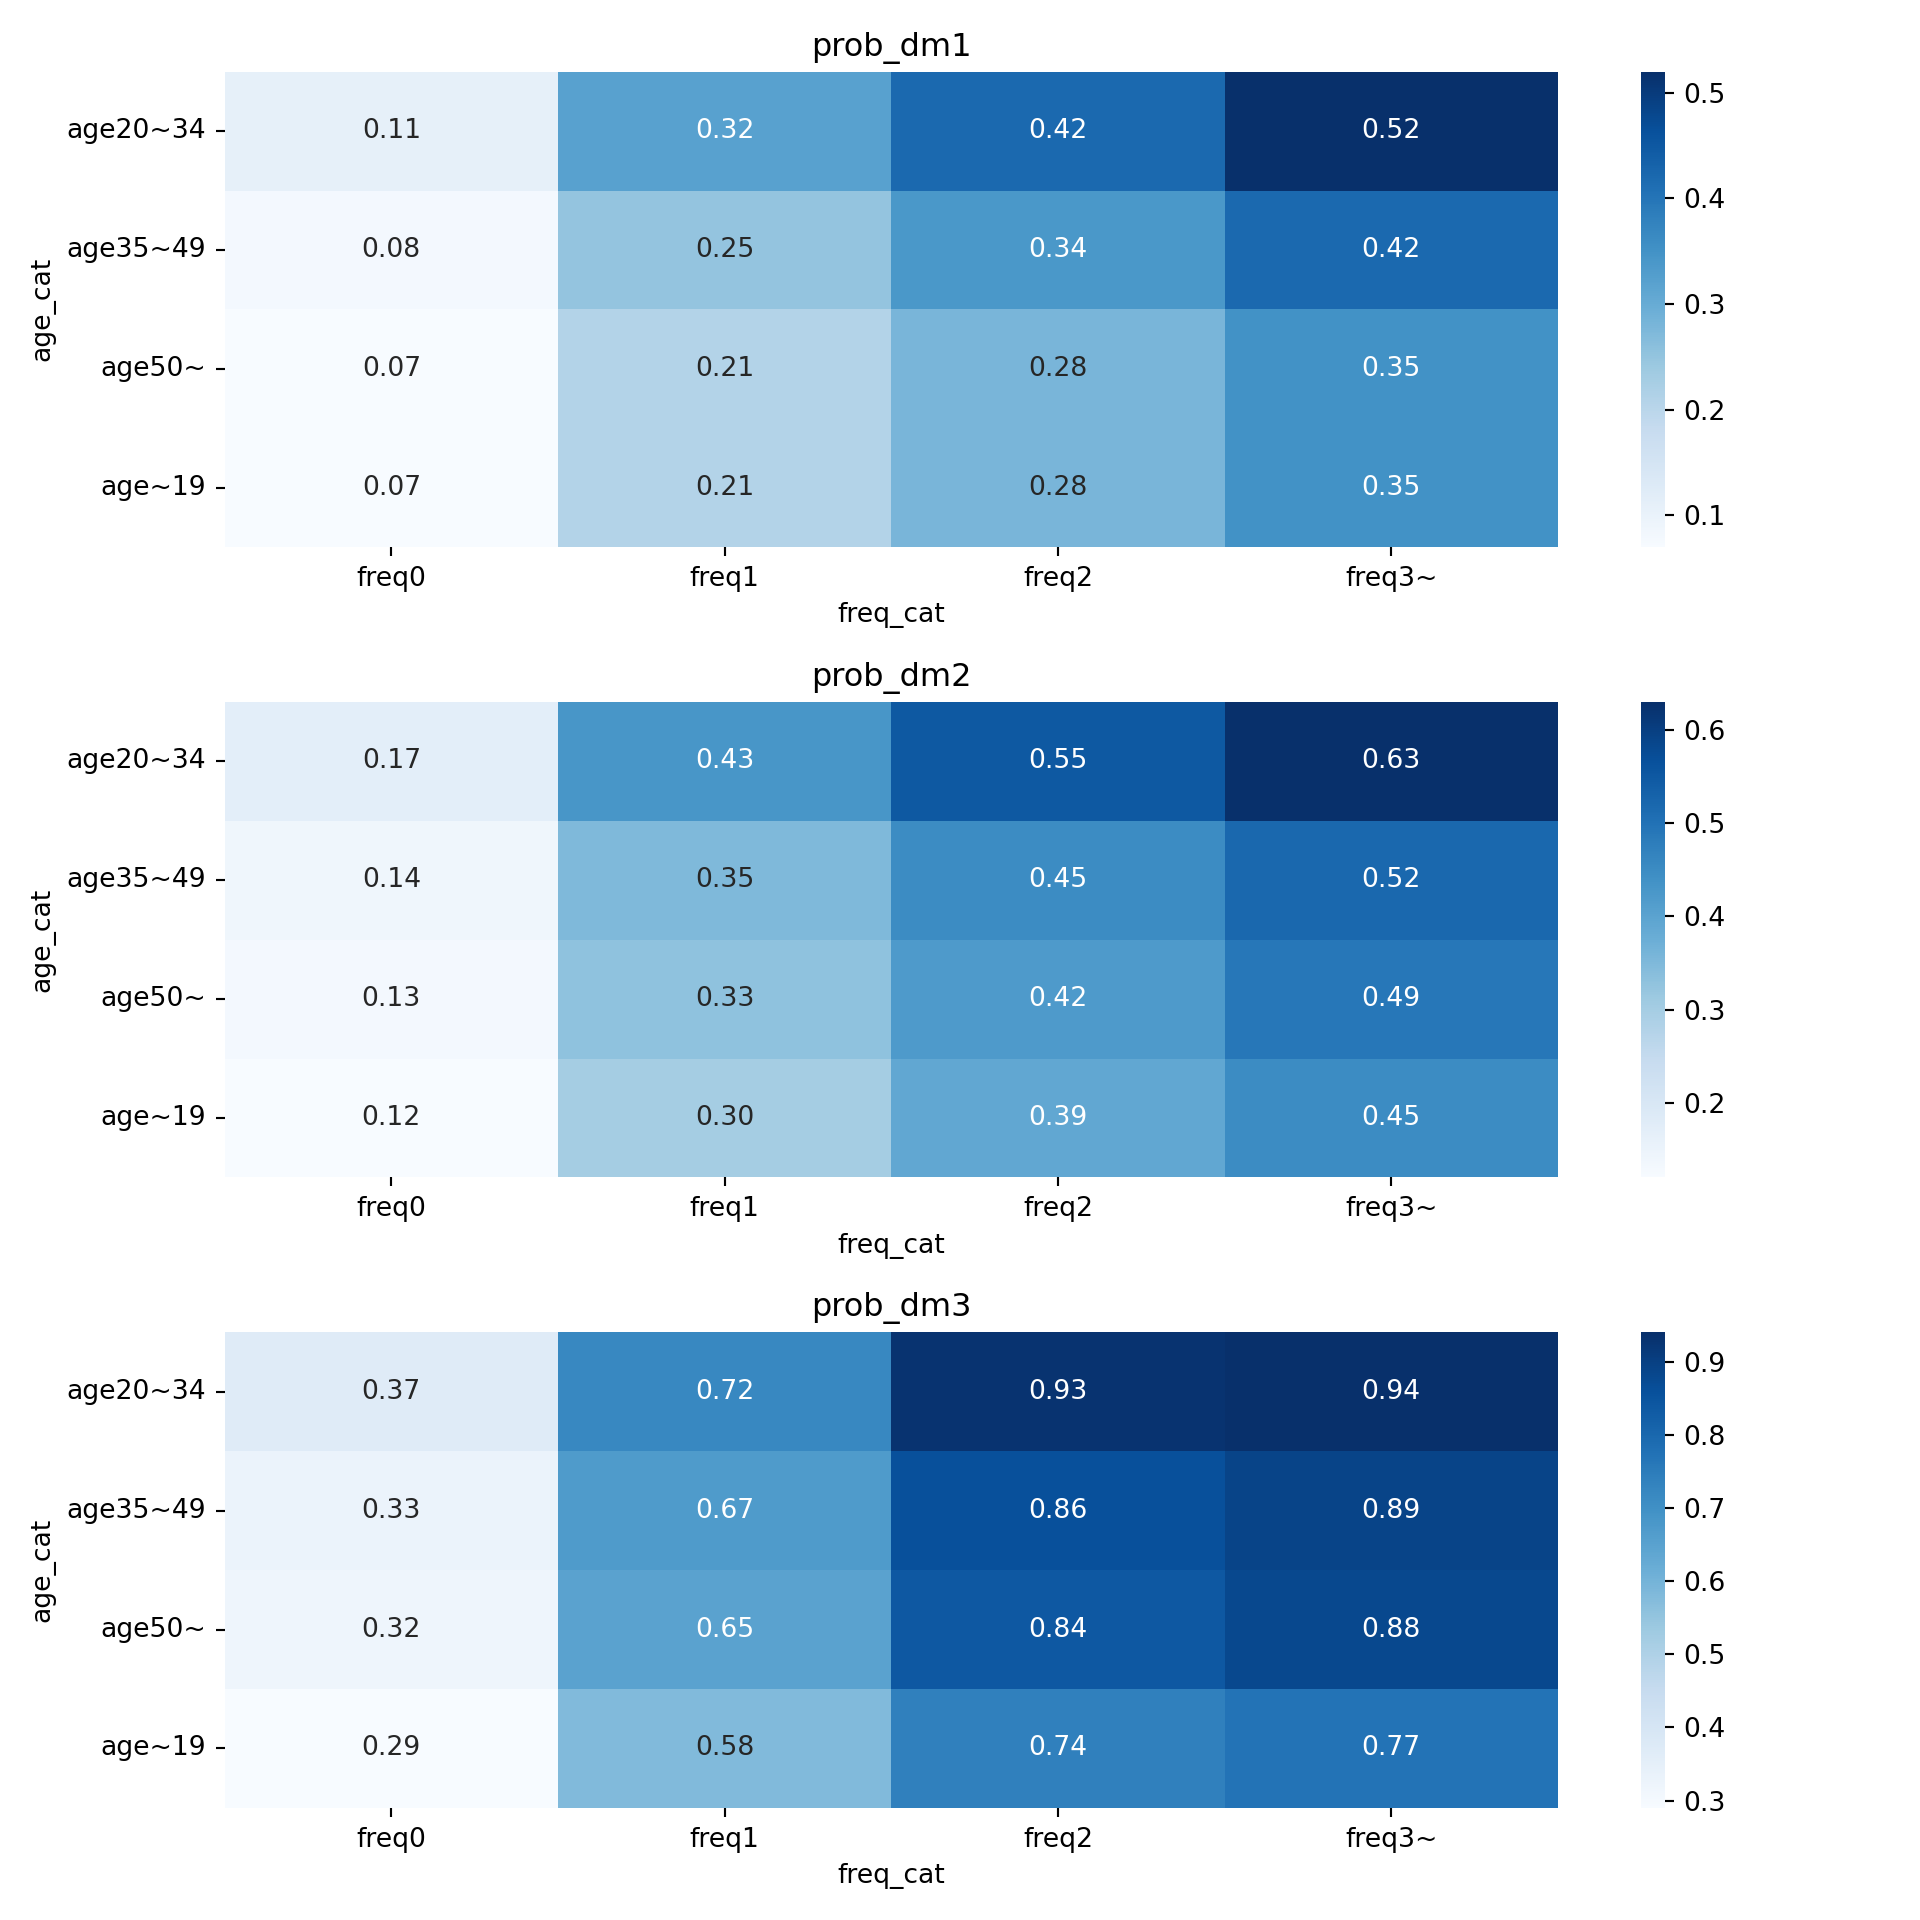 prob_dm1
age_cat
age20~34 0.11 0.32 0.42 0.52
age35~49 0.08 0.25 0.34 0.42
age50~ 0.07 0.21 0.28 0.35
age~19 0.07 0.21 0.28 0.35
freq0 freq1 freq2 freq3~
freq_cat
0.5
0.4
0.3
0.2
0.1
prob_dm2
age_cat
age20~34 0.17 0.43 0.55 0.63
age35~49 0.14 0.35 0.45 0.52
age50~ 0.13 0.33 0.42 0.49
age~19 0.12 0.30 0.39 0.45
freq0 freq1 freq2 freq3~
freq_cat
0.6
0.5
0.4
0.3
0.2
prob_dm3
age_cat
age20~34 0.37 0.72 0.93 0.94
age35~49 0.33 0.67 0.86 0.89
age50~ 0.32 0.65 0.84 0.88
age~19 0.29 0.58 0.74 0.77
freq0 freq1 freq2 freq3~
freq_cat
0.9
0.8
0.7
0.6
0.5
0.4
0.3